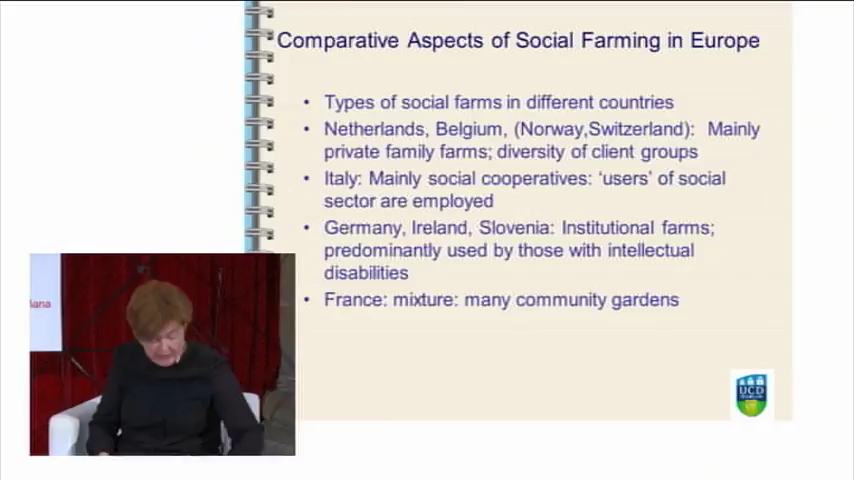 Comparative Aspects of Social Farming in Europe
• Types of social farms in different countries
• Netherlands, Belgium, (Norway,Switzerland): Mainly
private family farms; diversity of client groups
• Italy: Mainly social cooperatives: ‘users’ of social
sector are employed
• Germany, Ireland, Slovenia: Institutional farms;
predominantly used by those with intellectual
disabilities
• France: mixture: many community gardens
UCD